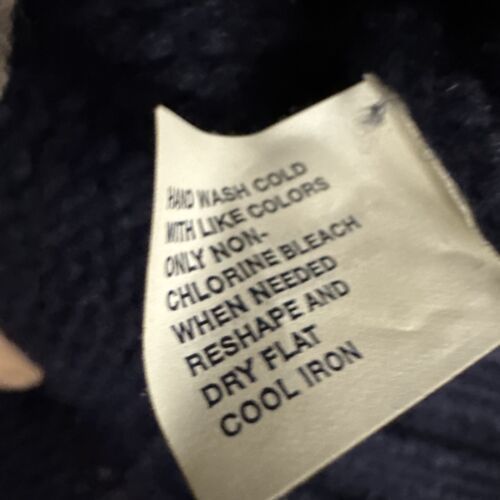 HAND WASH COLD
WITH LIKE COLORS
ONLY NON-
CHLORINE BLEACH
WHEN NEEDED
RESHAPE AND
DRY FLAT
COOL IRON